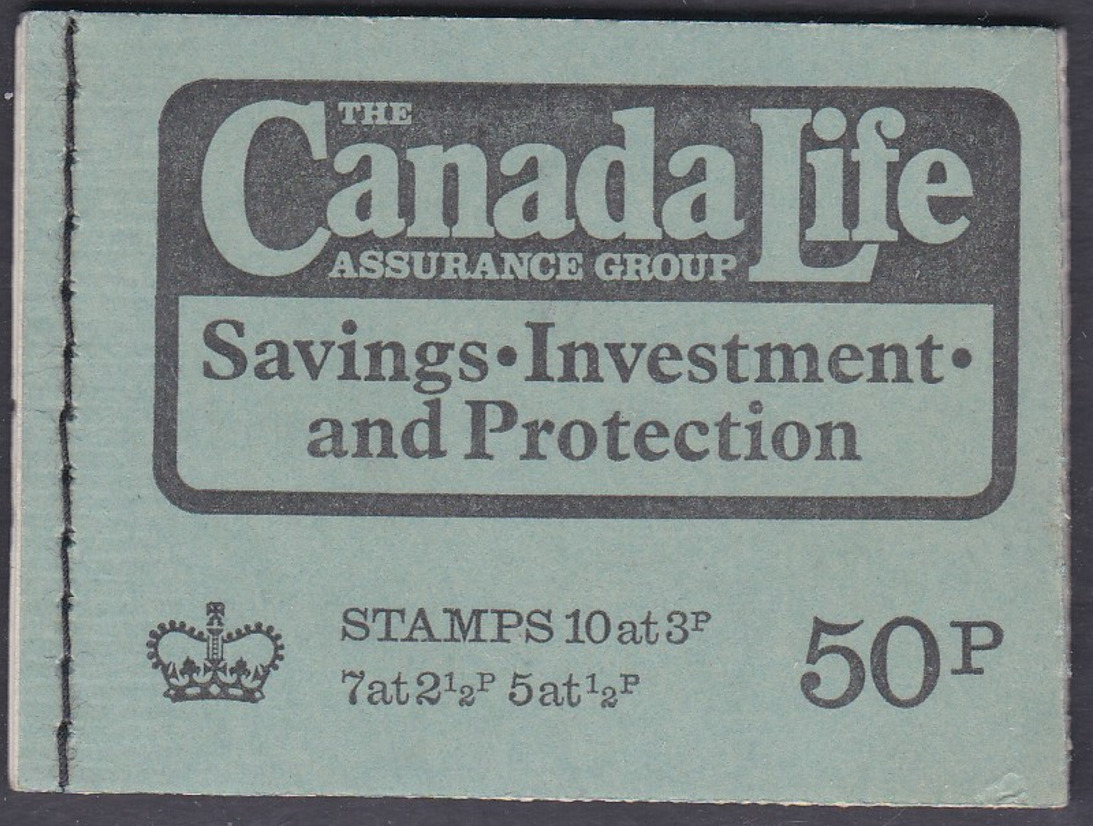 THE
Canada Life
ASSURANCE GROUP
Savings•Investment•
and Protection
STAMPS 10 at 3P
7 at 2½P 5 at ½P
50P